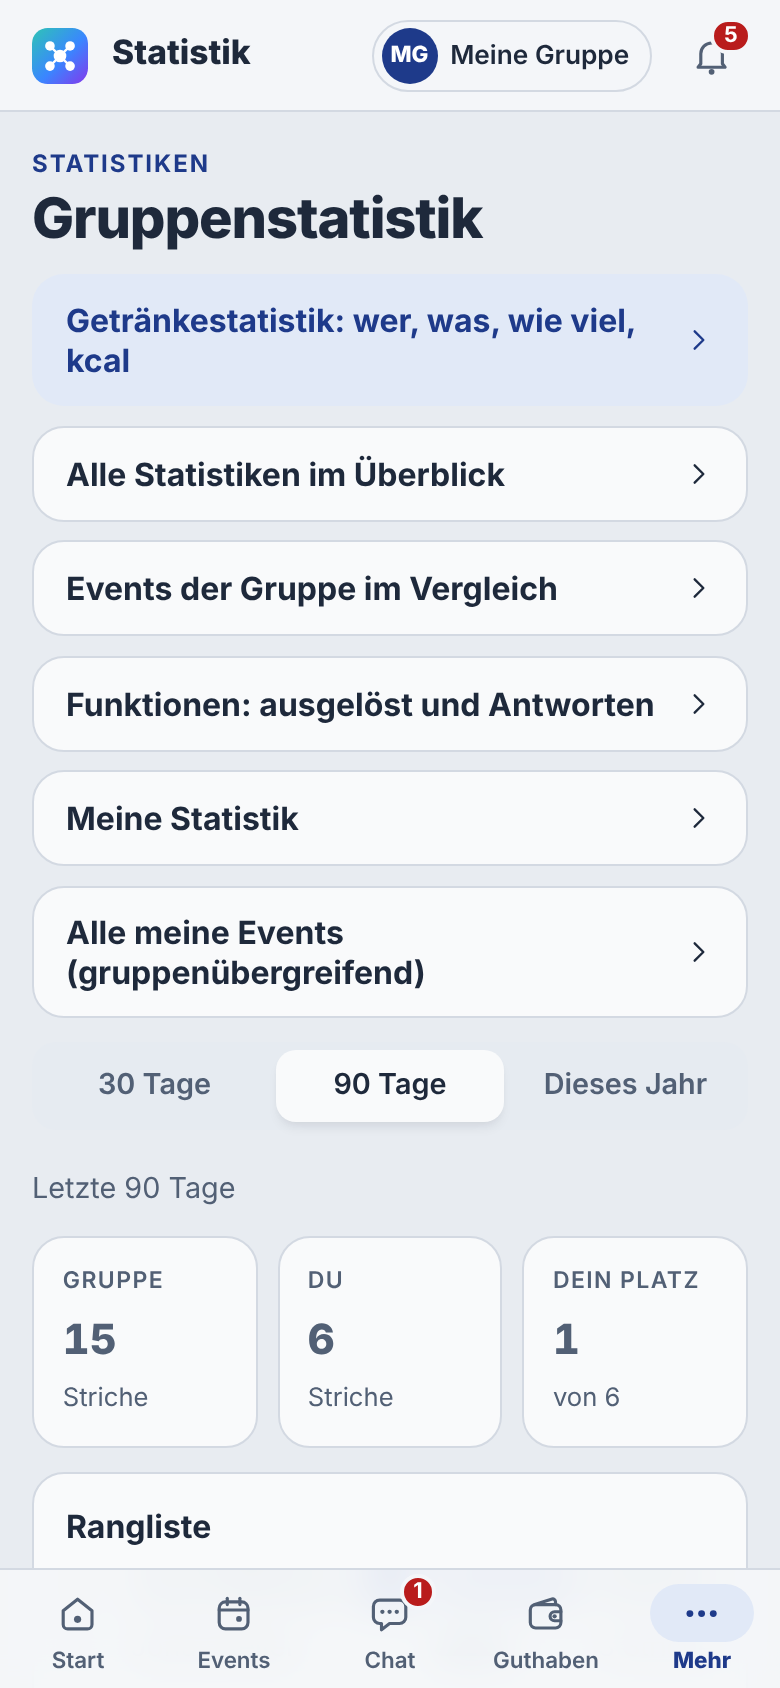 Statistik
MG Meine Gruppe
5
STATISTIKEN
Gruppenstatistik
Getränkestatistik: wer, was, wie viel,
kcal
Alle Statistiken im Überblick
Events der Gruppe im Vergleich
Funktionen: ausgelöst und Antworten
Meine Statistik
Alle meine Events
(gruppenübergreifend)
30 Tage
90 Tage
Dieses Jahr
Letzte 90 Tage
GRUPPE
15
Striche
DU
6
Striche
DEIN PLATZ
1
von 6
Rangliste
Start
Events
1
Chat
Guthaben
Mehr